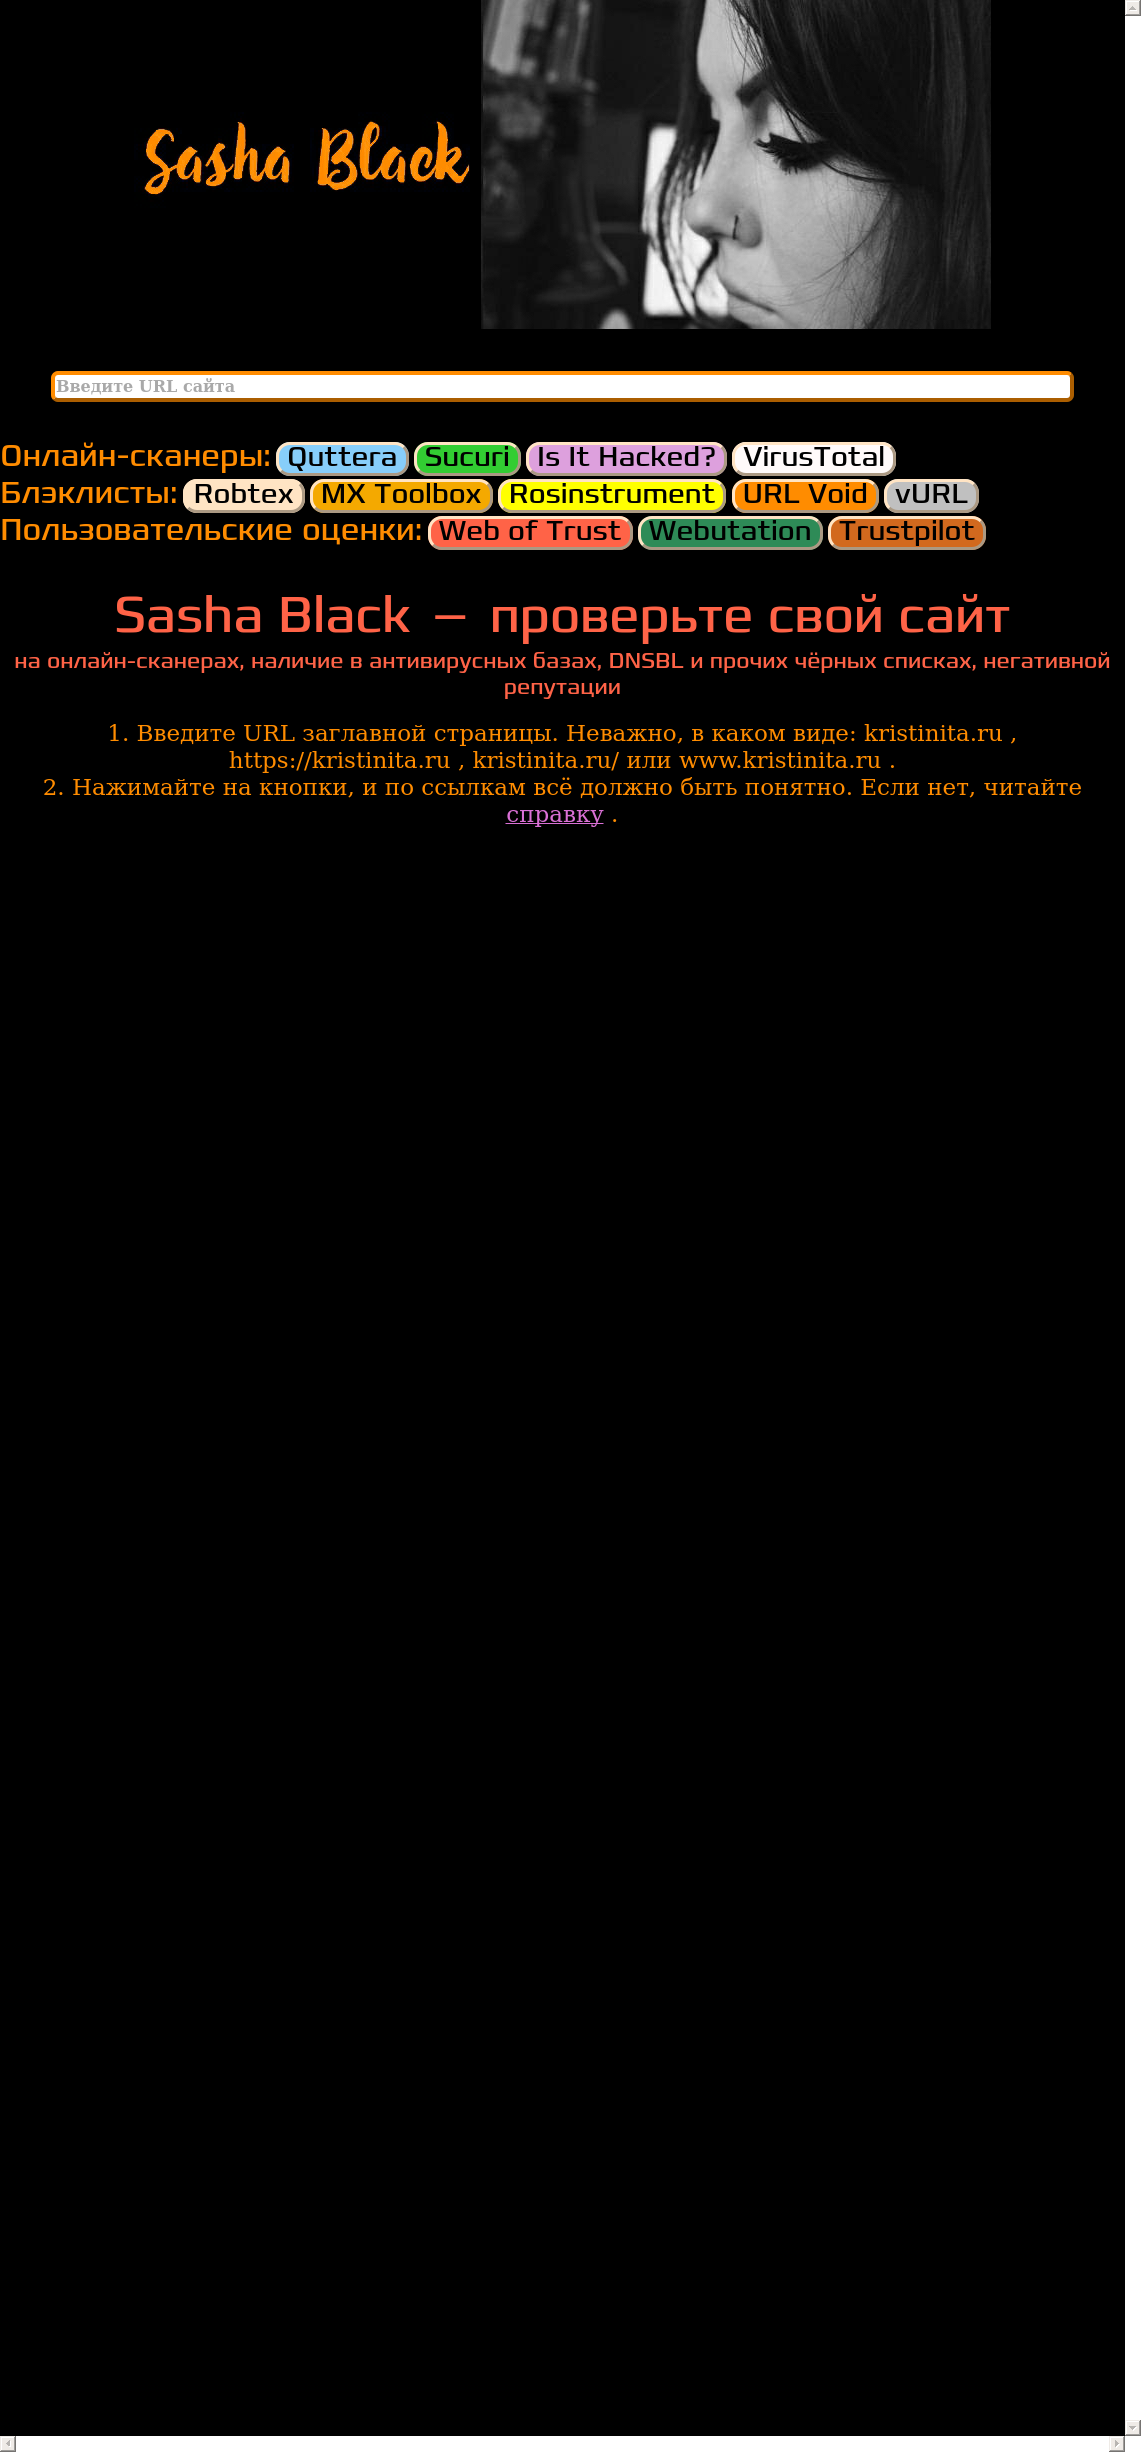 Sasha Black
Введите URL сайта
Онлайн-сканеры: Quttera Sucuri Is It Hacked? VirusTotal
Блэклисты: Robtex MX Toolbox Rosinstrument URL Void vURL
Пользовательские оценки: Web of Trust Webutation Trustpilot
Sasha Black — проверьте свой сайт
на онлайн-сканерах, наличие в антивирусных базах, DNSBL и прочих чёрных списках, негативной
репутации
1. Введите URL заглавной страницы. Неважно, в каком виде: kristinita.ru ,
https://kristinita.ru , kristinita.ru/ или www.kristinita.ru .
2. Нажимайте на кнопки, и по ссылкам всё должно быть понятно. Если нет, читайте
справку .